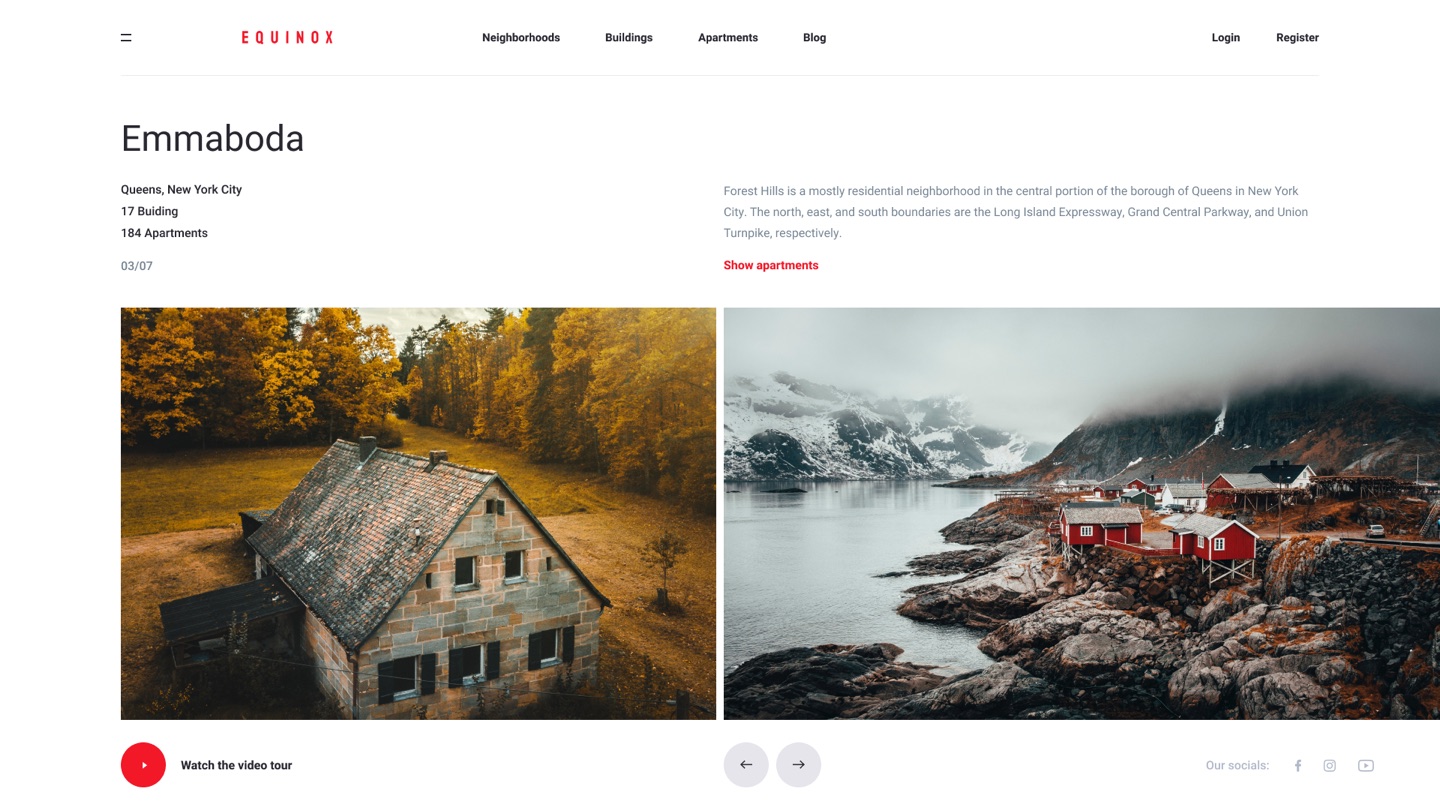 EQUINOX
Neighborhoods
Buildings
Apartments
Blog
Login
Register
Emmaboda
Queens, New York City
17 Buiding
184 Apartments
03/07
Forest Hills is a mostly residential neighborhood in the central portion of the borough of Queens in New York
City. The north, east, and south boundaries are the Long Island Expressway, Grand Central Parkway, and Union
Turnpike, respectively.
Show apartments
Watch the video tour
Our socials: